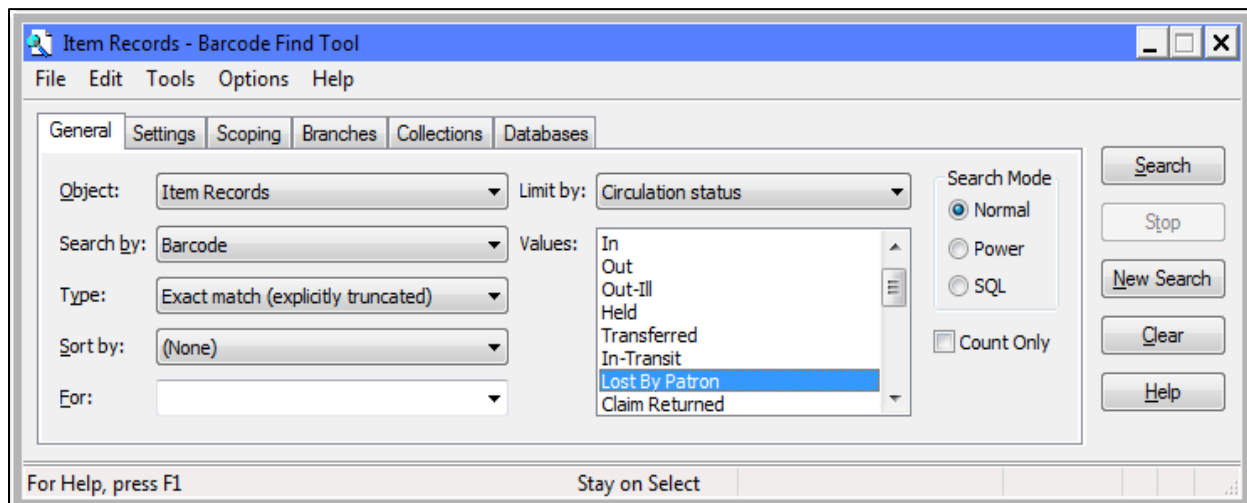 Item Records - Barcode Find Tool
File Edit Tools Options Help
General Settings Scoping Branches Collections Databases
Object: Item Records Limit by: Circulation status
Search by: Barcode Values:
Type: Exact match (explicitly truncated)
Sort by: (None)
For:
In
Out
Out-Ill
Held
Transferred
In-Transit
Lost By Patron
Claim Returned
Search Mode
Normal
Power
SQL
Count Only
Search
Stop
New Search
Clear
Help
For Help, press F1 Stay on Select